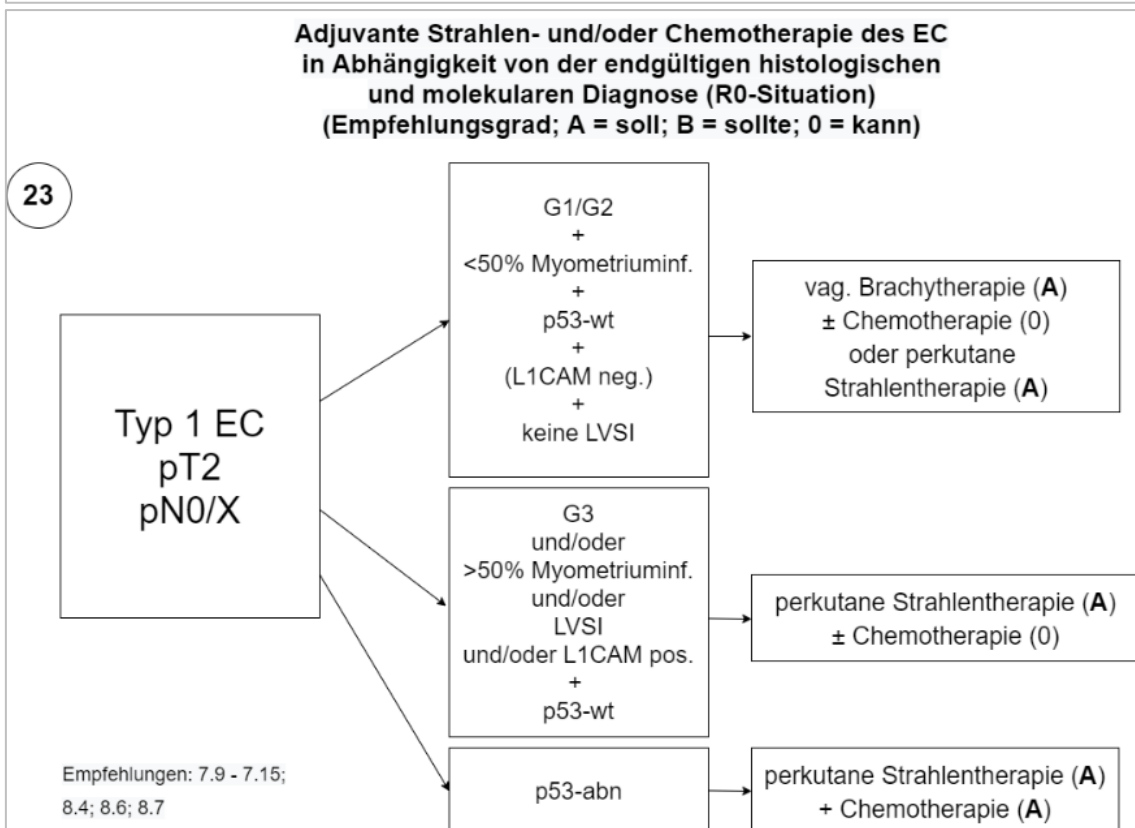 Adjuvante Strahlen- und/oder Chemotherapie des EC
in Abhängigkeit von der endgültigen histologischen
und molekularen Diagnose (R0-Situation)
(Empfehlungsgrad; A = soll; B = sollte; 0 = kann)
23
Typ 1 EC
pT2
pN0/X
G1/G2
+
<50% Myometriuminf.
+
p53-wt
+
(L1CAM neg.)
+
keine LVSI
vag. Brachytherapie (A)
± Chemotherapie (0)
oder perkutane
Strahlentherapie (A)
G3
und/oder
>50% Myometriuminf.
und/oder
LVSI
und/oder L1CAM pos.
+
p53-wt
perkutane Strahlentherapie (A)
± Chemotherapie (0)
p53-abn
perkutane Strahlentherapie (A)
+ Chemotherapie (A)
Empfehlungen: 7.9 - 7.15;
8.4; 8.6; 8.7